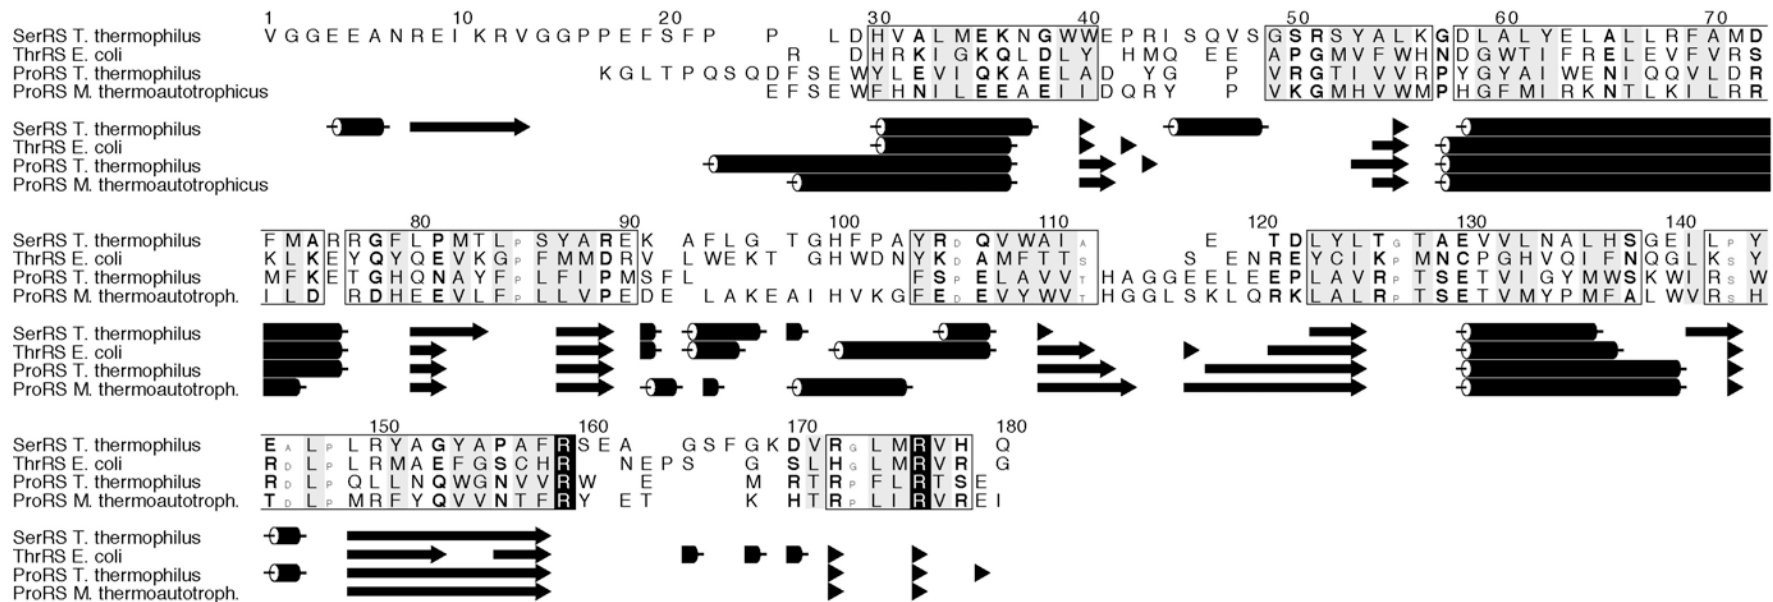 1 10 20 30 40 50 60 70
SerRS T. thermophilus V G G E E A N R E I K R V G G P P E F S F P P L D H V A L M E K N G W W E P R I S Q V S G S R S Y A L K G D L A L Y E L A L L R F A M D
ThrRS E. coli R D H R K I G K Q L D L Y H M Q E E A P G M V F W H N D G W T I F R E L E V F V R S
ProRS T. thermophilus K G L T P Q S Q D F S E W Y L E V I Q K A E L A D Y G P V R G T I V V R P Y G Y A I W E N I Q Q V L D R
ProRS M. thermoautotrophicus E F S E W F H N I L E E A E I I D Q R Y P V K G M H V W M P H G F M I R K N T L K I L R R
SerRS T. thermophilus
ThrRS E. coli
ProRS T. thermophilus
ProRS M. thermoautotrophicus
80 90 100 110 120 130 140
SerRS T. thermophilus F M A R R G F L P M T L P S Y A R E K A F L G T G H F P A Y R D Q V W A I A E T D L Y L T G T A E V V L N A L H S G E I L P Y
ThrRS E. coli K L K E Y Q Y Q E V K G P F M M D R V L W E K T G H W D N Y K D A M F T T S S E N R E Y C I K P M N C P G H V Q I F N Q G L K S Y
ProRS T. thermophilus M F K E T G H Q N A Y F P L F I P M S F L F S P E L A V V T H A G G E E L E E P L A V R P T S E T V I G Y M W S K W I R S W
ProRS M. thermoautotroph. I L D R D H E E V L F P L L V P E D E L A K E A I H V K G F E D E V Y W V T H G G L S K L Q R K L A L R P T S E T V M Y P M F A L W V R S H
SerRS T. thermophilus
ThrRS E. coli
ProRS T. thermophilus
ProRS M. thermoautotroph.
150 160 170 180
SerRS T. thermophilus E A L P L R Y A G Y A P A F R S E A G S F G K D V R G L M R V H Q
ThrRS E. coli R D L P L R M A E F G S C H R N E P S G S L H G L M R V R G
ProRS T. thermophilus R D L P Q L L N Q W G N V V R W E M R T R P F L R T S E
ProRS M. thermoautotroph. T D L P M R F Y Q V V N T F R Y E T K H T R P L I R V R E I
SerRS T. thermophilus
ThrRS E. coli
ProRS T. thermophilus
ProRS M. thermoautotroph.